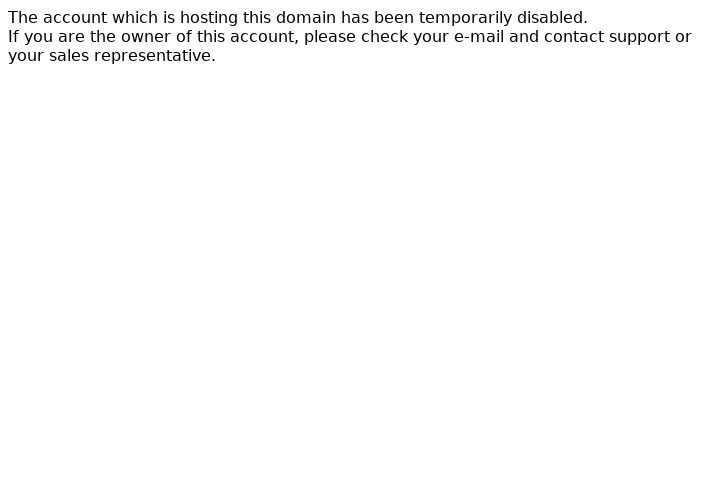 The account which is hosting this domain has been temporarily disabled.
If you are the owner of this account, please check your e-mail and contact support or
your sales representative.